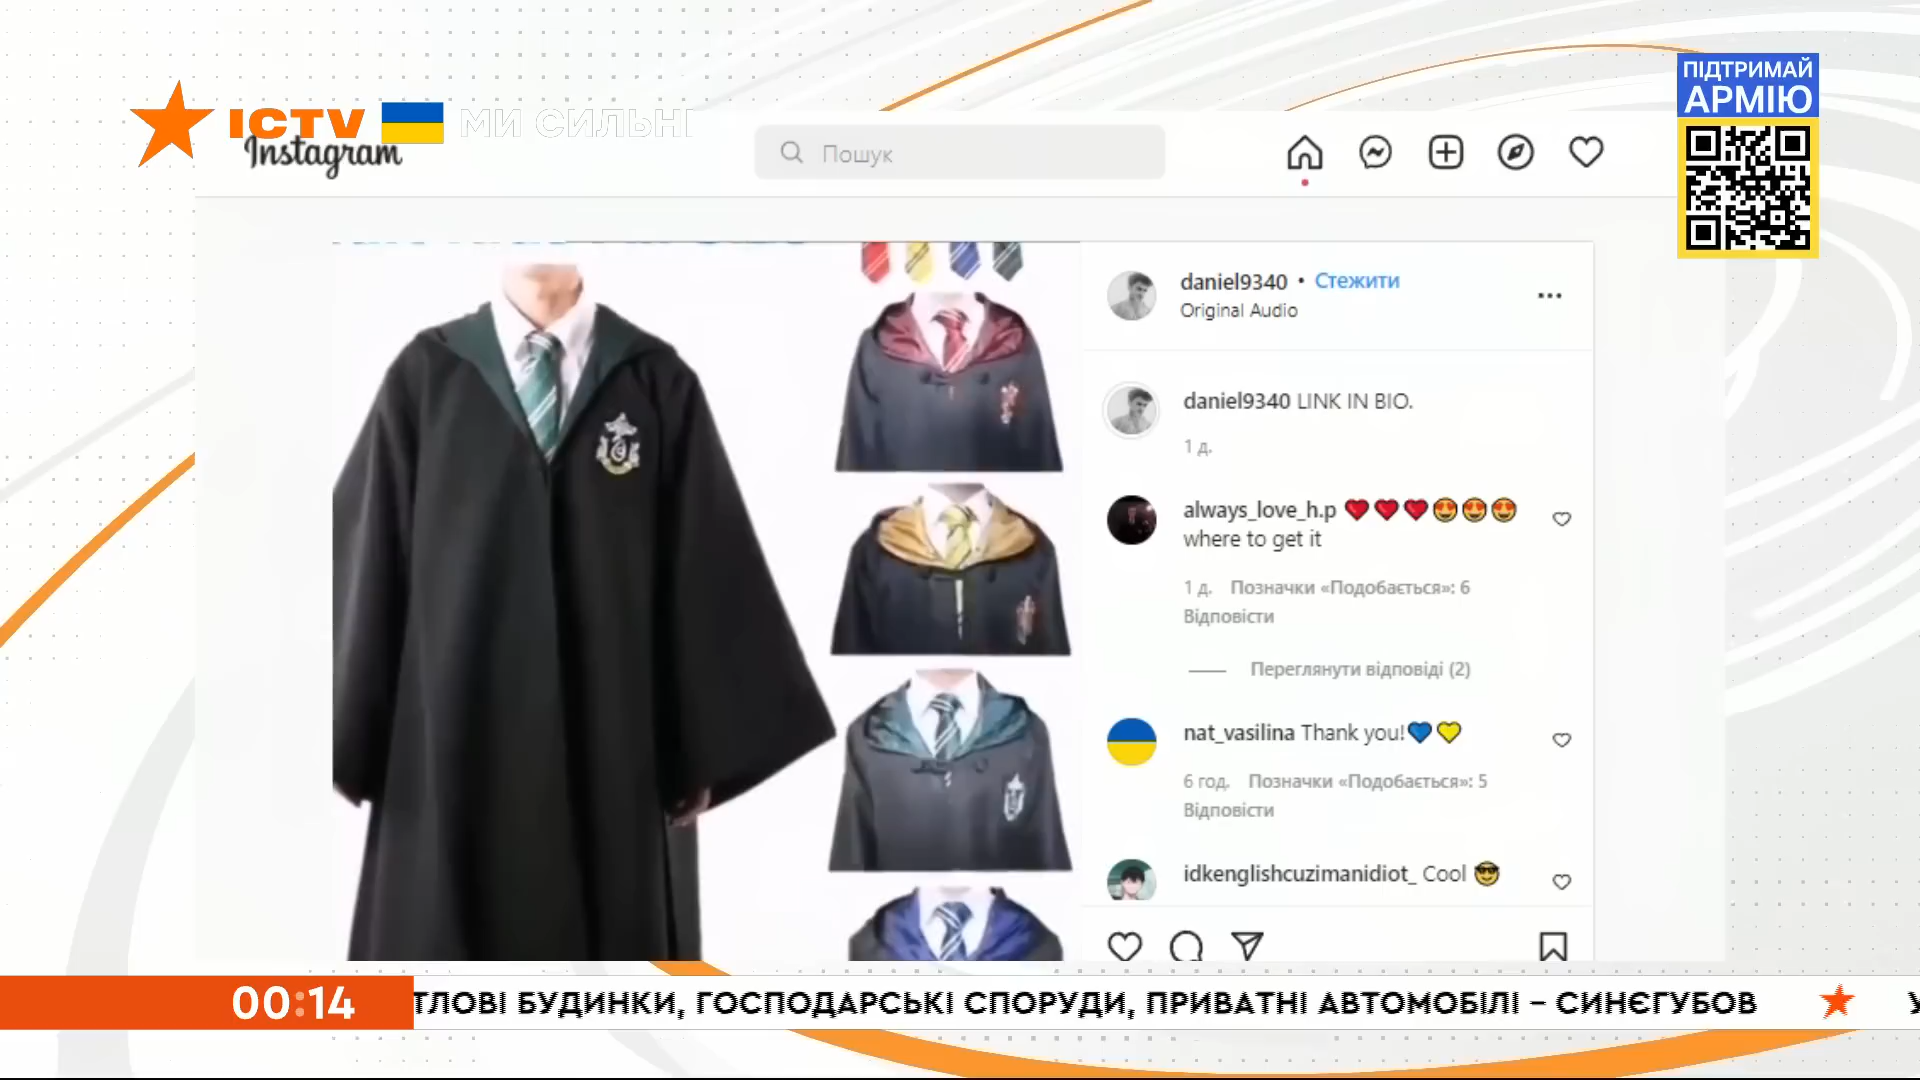 ICTV МИ СИЛЬНІ
ПІДТРИМАЙ
АРМІЮ
Instagram
Пошук
daniel9340 • Стежити
Original Audio
daniel9340 LINK IN BIO.
1 д.
always_love_h.p ❤❤❤😍😍😍
where to get it
1 д. Позначки «Подобається»: 6
Відповісти
Переглянути відповіді (2)
nat_vasilina Thank you!💙💛
6 год. Позначки «Подобається»: 5
Відповісти
idkenglishcuzimanidiot_ Cool 😎
00:14 ТЛОВІ БУДИНКИ, ГОСПОДАРСЬКІ СПОРУДИ, ПРИВАТНІ АВТОМОБІЛІ – СИНЄГУБОВ